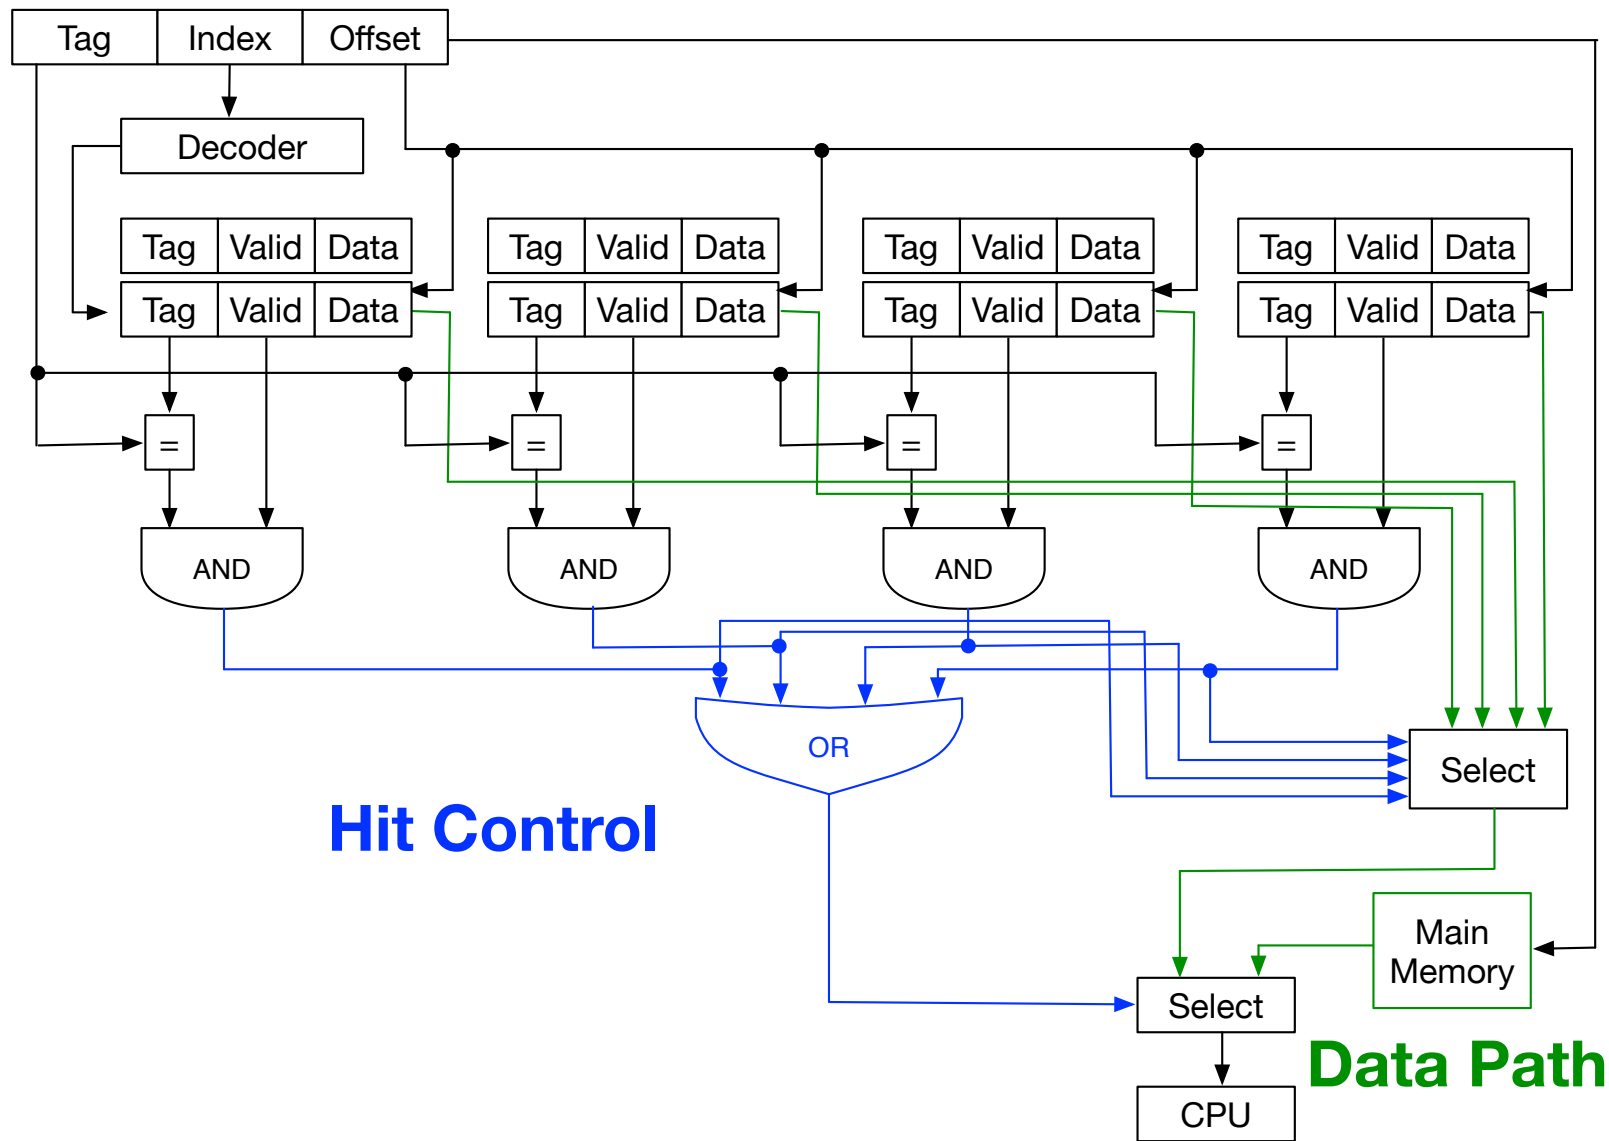 Tag Index Offset
Decoder
Tag Valid Data Tag Valid Data Tag Valid Data Tag Valid Data
Tag Valid Data Tag Valid Data Tag Valid Data Tag Valid Data
= = = =
AND AND AND AND
OR
Select
Hit Control
Main
Memory
Select
Data Path
CPU